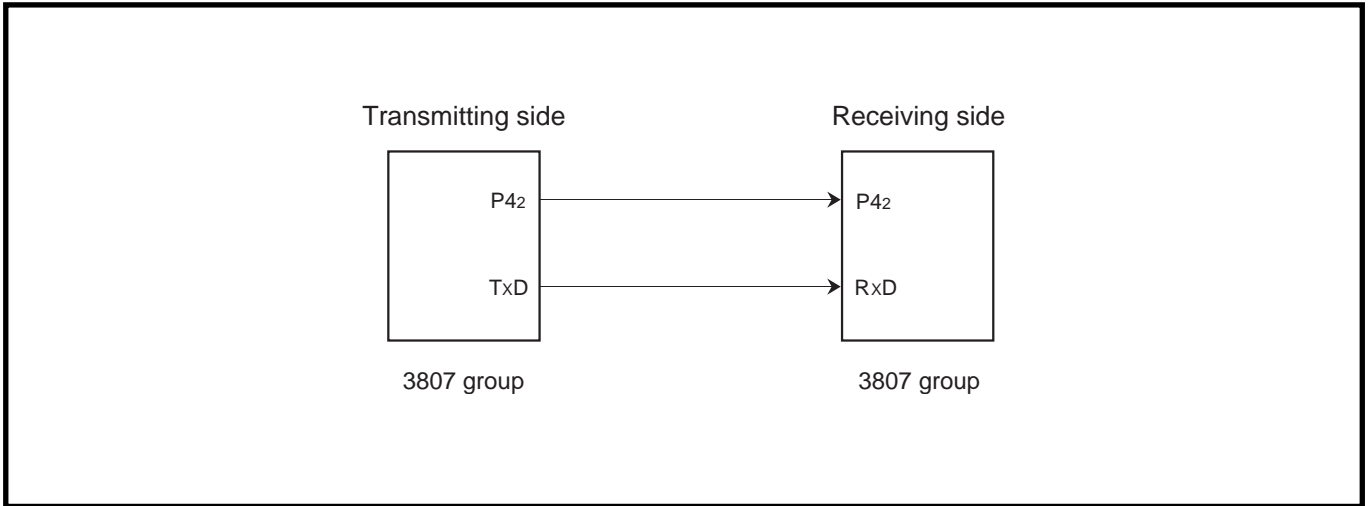 Transmitting side
Receiving side
P42
P42
TxD
RxD
3807 group
3807 group